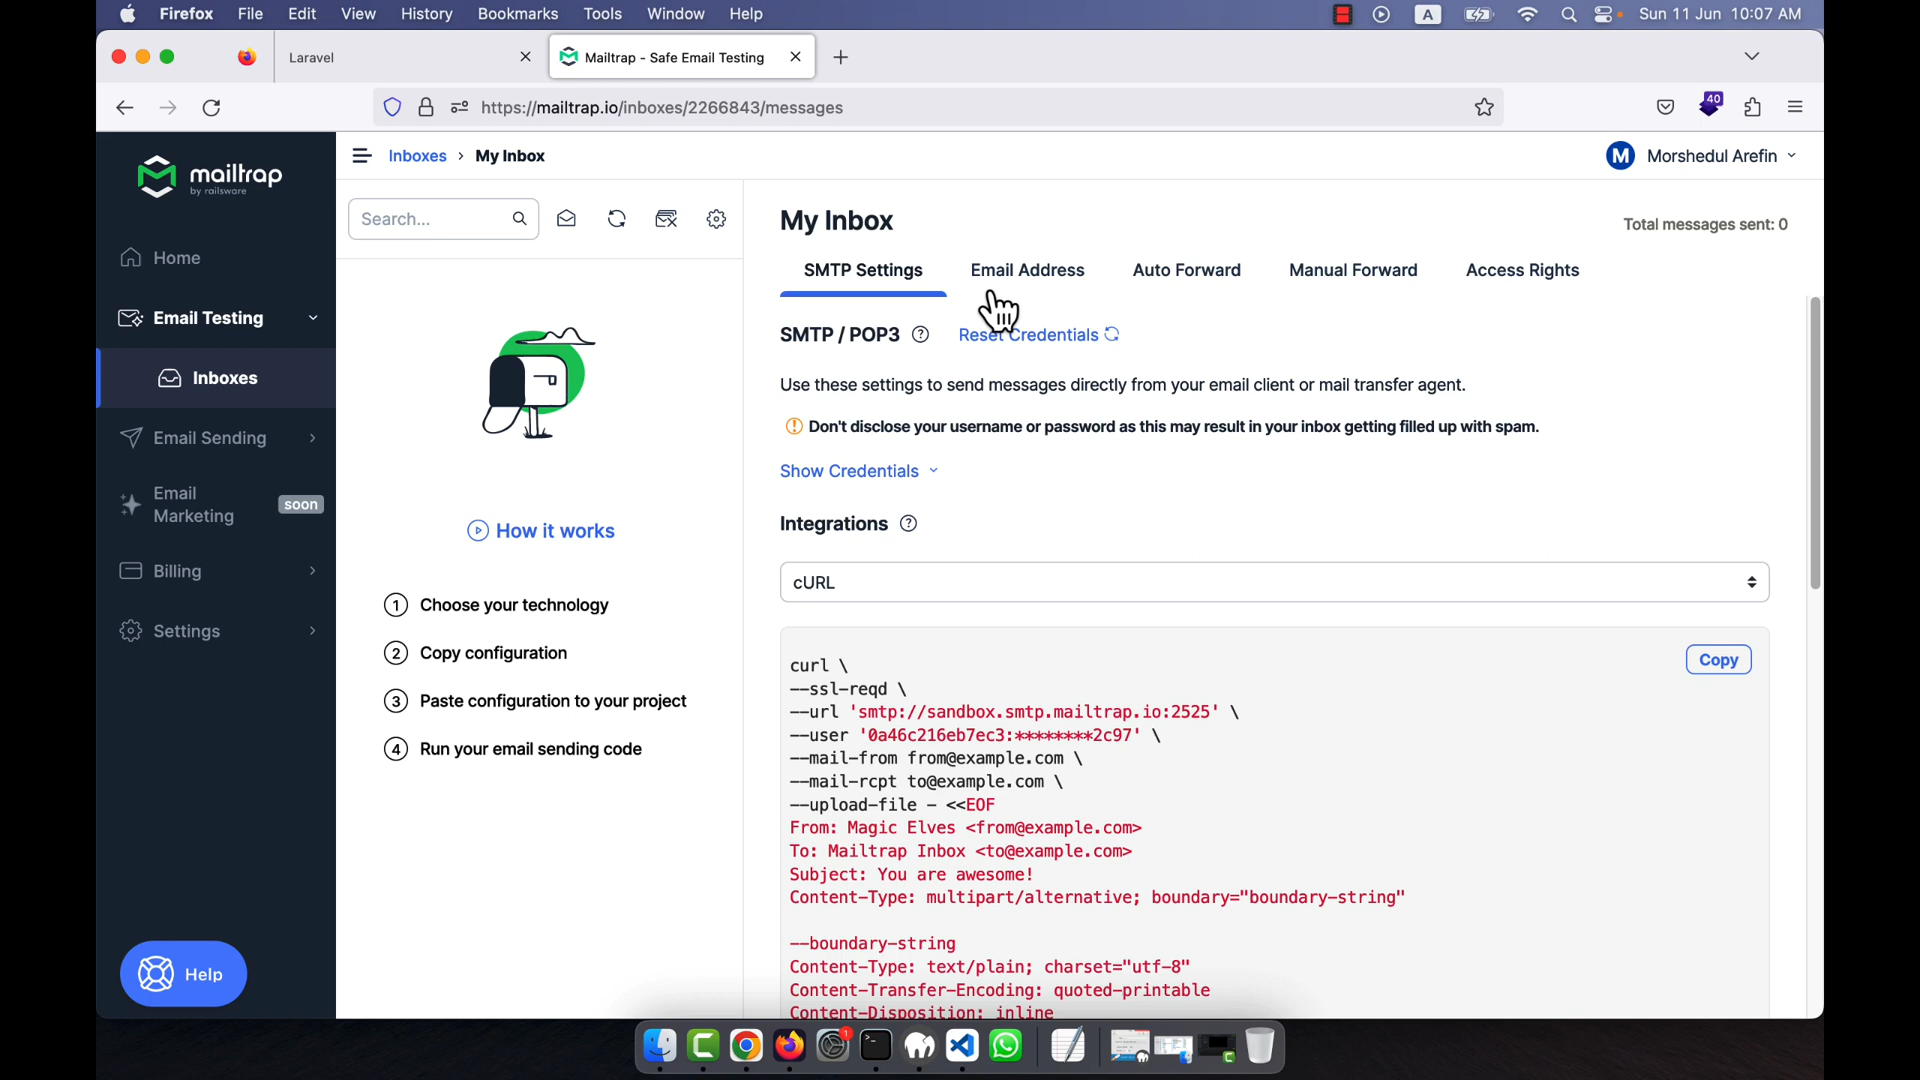 Firefox File Edit View History Bookmarks Tools Window Help A Sun 11 Jun 10:07 AM
Laravel
Mailtrap - Safe Email Testing
https://mailtrap.io/inboxes/2266843/messages
40
mailtrap
by railsware
Inboxes › My Inbox
M Morshedul Arefin
Home
Email Testing
Inboxes
Email Sending
Email
Marketing
soon
Billing
Settings
Help
Search...
How it works
1 Choose your technology
2 Copy configuration
3 Paste configuration to your project
4 Run your email sending code
My Inbox
Total messages sent: 0
SMTP Settings Email Address Auto Forward Manual Forward Access Rights
SMTP / POP3 ? Reset Credentials
Use these settings to send messages directly from your email client or mail transfer agent.
Don't disclose your username or password as this may result in your inbox getting filled up with spam.
Show Credentials
Integrations ?
cURL
Copy
curl \
--ssl-reqd \
--url 'smtp://sandbox.smtp.mailtrap.io:2525' \
--user '0a46c216eb7ec3:********2c97' \
--mail-from from@example.com \
--mail-rcpt to@example.com \
--upload-file - <<EOF
From: Magic Elves <from@example.com>
To: Mailtrap Inbox <to@example.com>
Subject: You are awesome!
Content-Type: multipart/alternative; boundary="boundary-string"
--boundary-string
Content-Type: text/plain; charset="utf-8"
Content-Transfer-Encoding: quoted-printable
Content-Disposition: inline
1